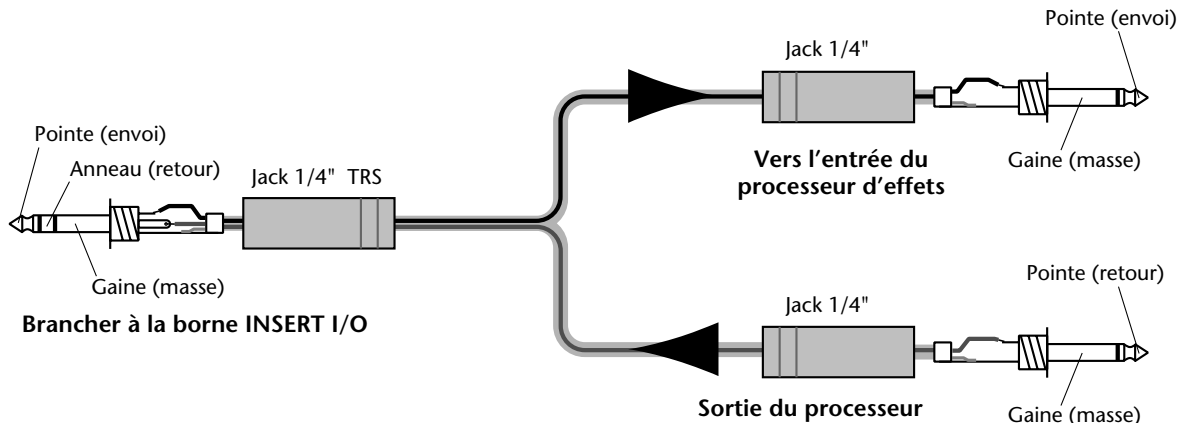 Pointe (envoi)
Jack 1/4"
Pointe (envoi)
Anneau (retour)
Jack 1/4" TRS
Vers l'entrée du
processeur d'effets
Gaine (masse)
Gaine (masse)
Brancher à la borne INSERT I/O
Pointe (retour)
Jack 1/4"
Sortie du processeur
Gaine (masse)